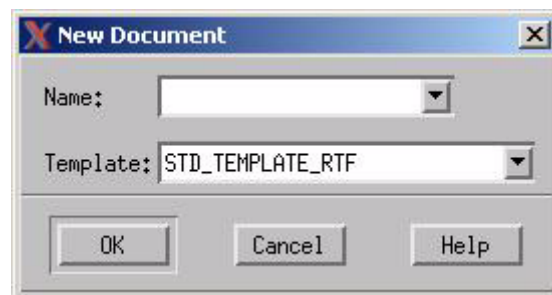 New Document
Name:
Template: STD_TEMPLATE_RTF
OK Cancel Help